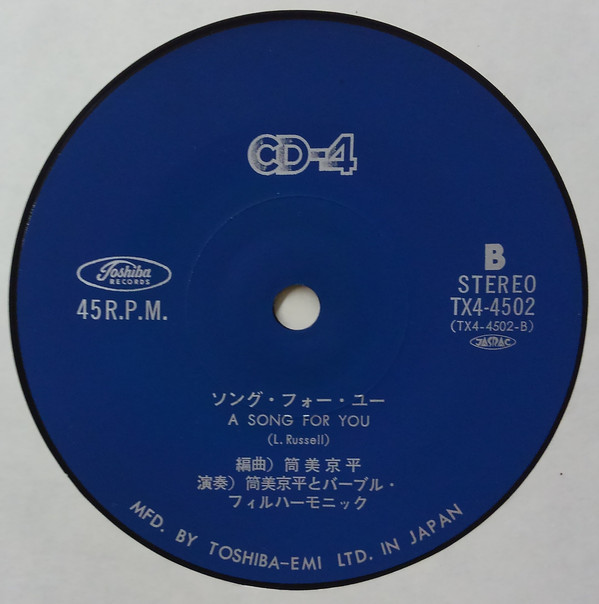 CD-4
Toshiba
RECORDS
45R.P.M.
B
STEREO
TX4-4502
(TX4-4502-B)
JASRAC
ソング・フォー・ユー
A SONG FOR YOU
(L. Russell)
編曲) 筒美京平
演奏) 筒美京平とパープル・
フィルハーモニック
MFD. BY TOSHIBA-EMI LTD. IN JAPAN